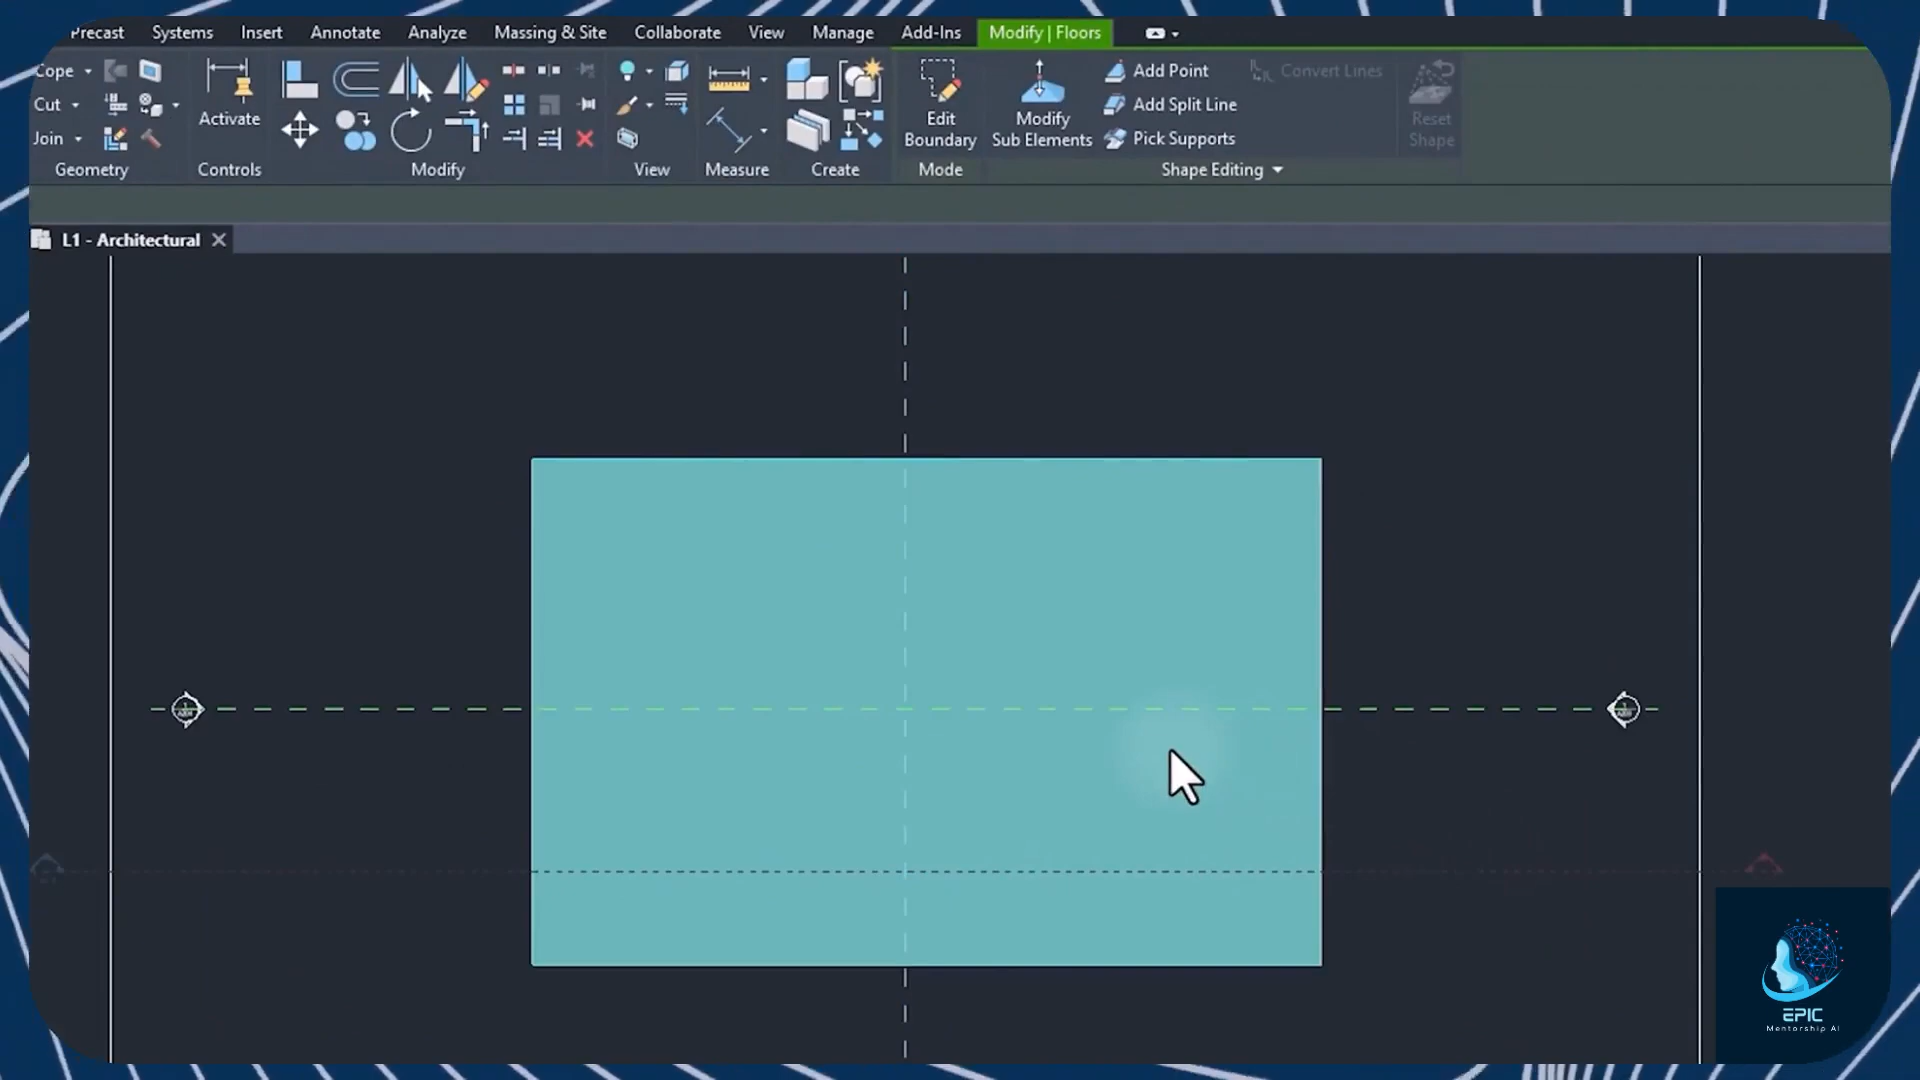 Precast Systems Insert Annotate Analyze Massing & Site Collaborate View Manage Add-Ins Modify | Floors
Cope
Cut
Join
Geometry
Activate
Controls
Modify
View
Measure
Create
Edit
Boundary
Mode
Modify
Sub Elements
Add Point
Add Split Line
Pick Supports
Convert Lines
Reset
Shape
Shape Editing
L1 - Architectural
EPIC
Mentorship AI